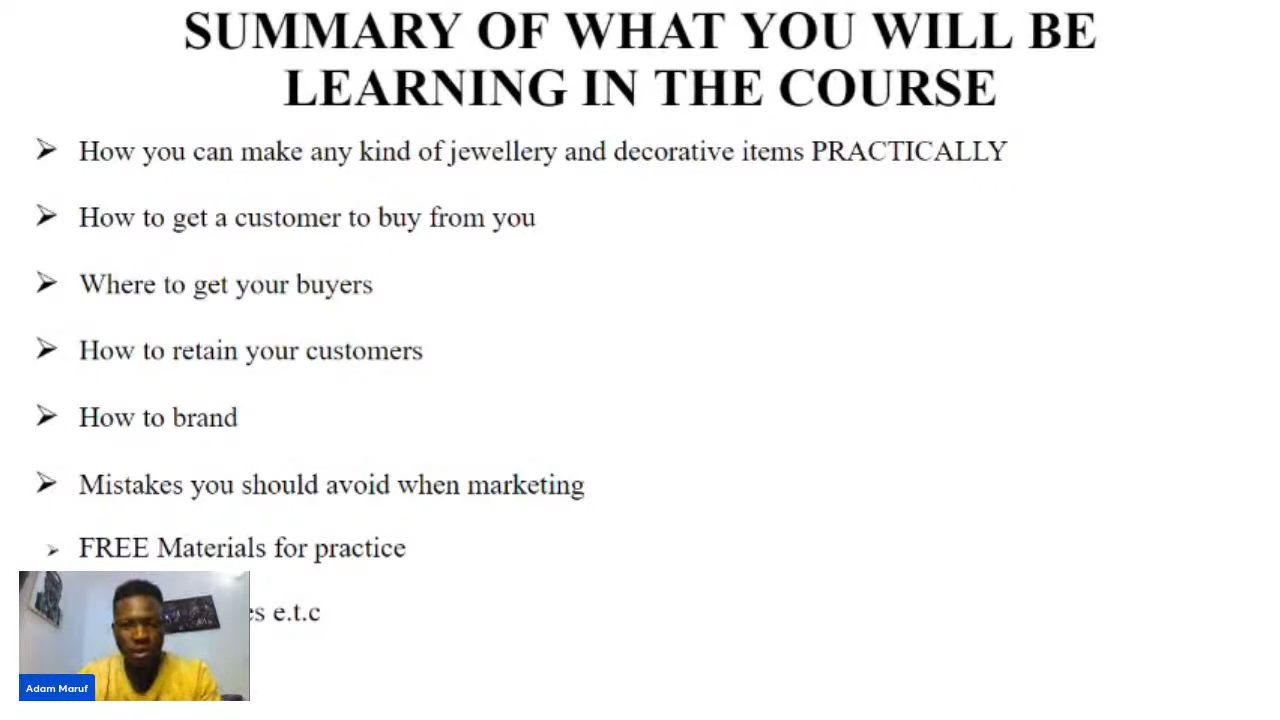 SUMMARY OF WHAT YOU WILL BE
LEARNING IN THE COURSE
How you can make any kind of jewellery and decorative items PRACTICALLY
How to get a customer to buy from you
Where to get your buyers
How to retain your customers
How to brand
Mistakes you should avoid when marketing
FREE Materials for practice
e.t.c
Adam Maruf